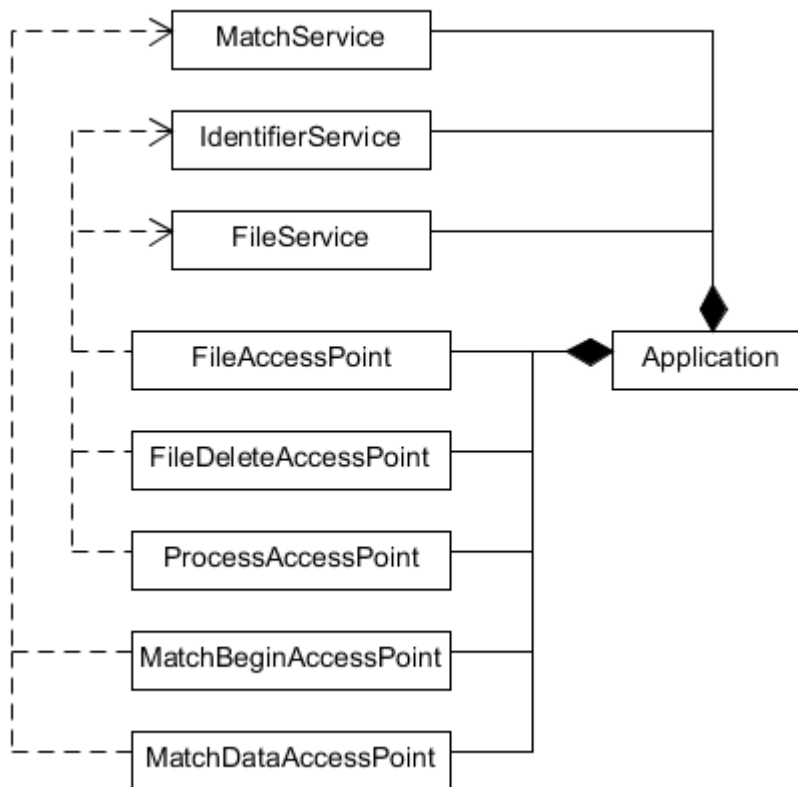 MatchService
IdentifierService
FileService
FileAccessPoint
Application
FileDeleteAccessPoint
ProcessAccessPoint
MatchBeginAccessPoint
MatchDataAccessPoint